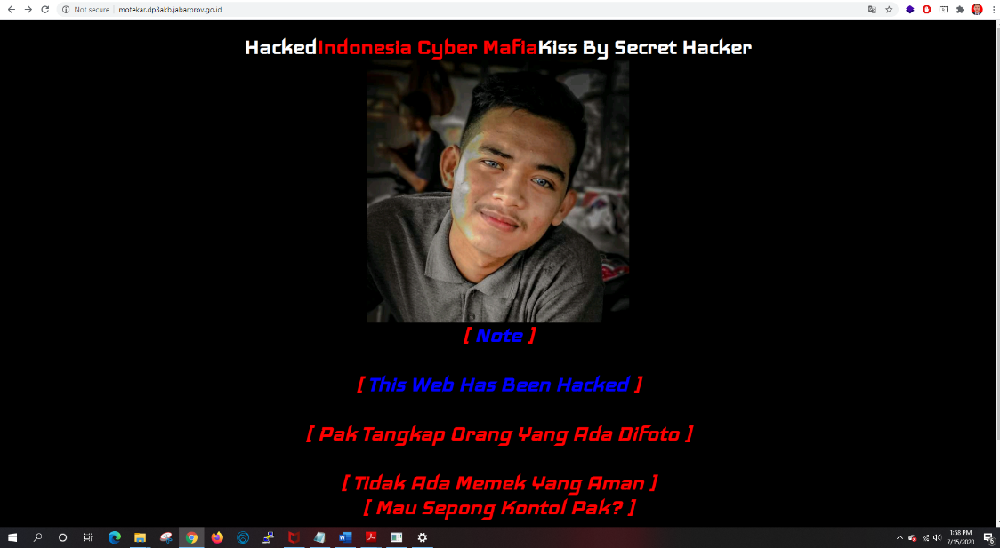 Not secure
motekar.dp3akb.jabarprov.go.id
HackedIndonesia Cyber MafiaKiss By Secret Hacker
[ Note ]
[ This Web Has Been Hacked ]
[ Pak Tangkap Orang Yang Ada Difoto ]
[ Tidak Ada Memek Yang Aman ]
[ Mau Sepong Kontol Pak? ]
1:58 PM
7/15/2020